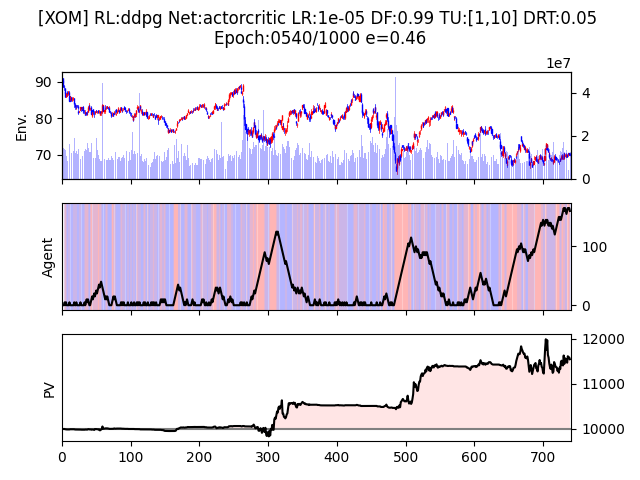 [XOM] RL:ddpg Net:actorcritic LR:1e-05 DF:0.99 TU:[1,10] DRT:0.05
Epoch:0540/1000 e=0.46
1e7
90
80
70
Env.
4
2
0
Agent
100
0
PV
12000
11000
10000
0 100 200 300 400 500 600 700